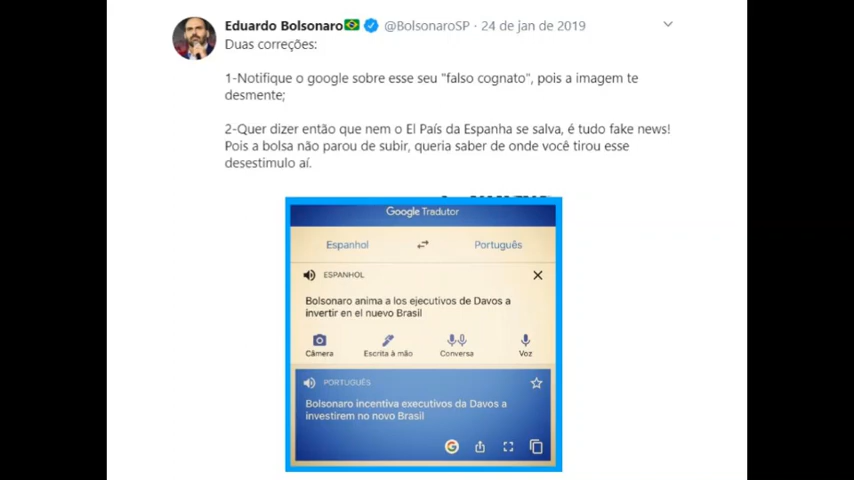 Eduardo Bolsonaro🇧🇷 @BolsonaroSP · 24 de jan de 2019
Duas correções:
1-Notifique o google sobre esse seu "falso cognato", pois a imagem te
desmente;
2-Quer dizer então que nem o El País da Espanha se salva, é tudo fake news!
Pois a bolsa não parou de subir, queria saber de onde você tirou esse
desestimulo aí.
Google Tradutor
Espanhol Português
ESPANHOL
Bolsonaro anima a los ejecutivos de Davos a
invertir en el nuevo Brasil
Câmera Escrita à mão Conversa Voz
PORTUGUÊS
Bolsonaro incentiva executivos da Davos a
investirem no novo Brasil